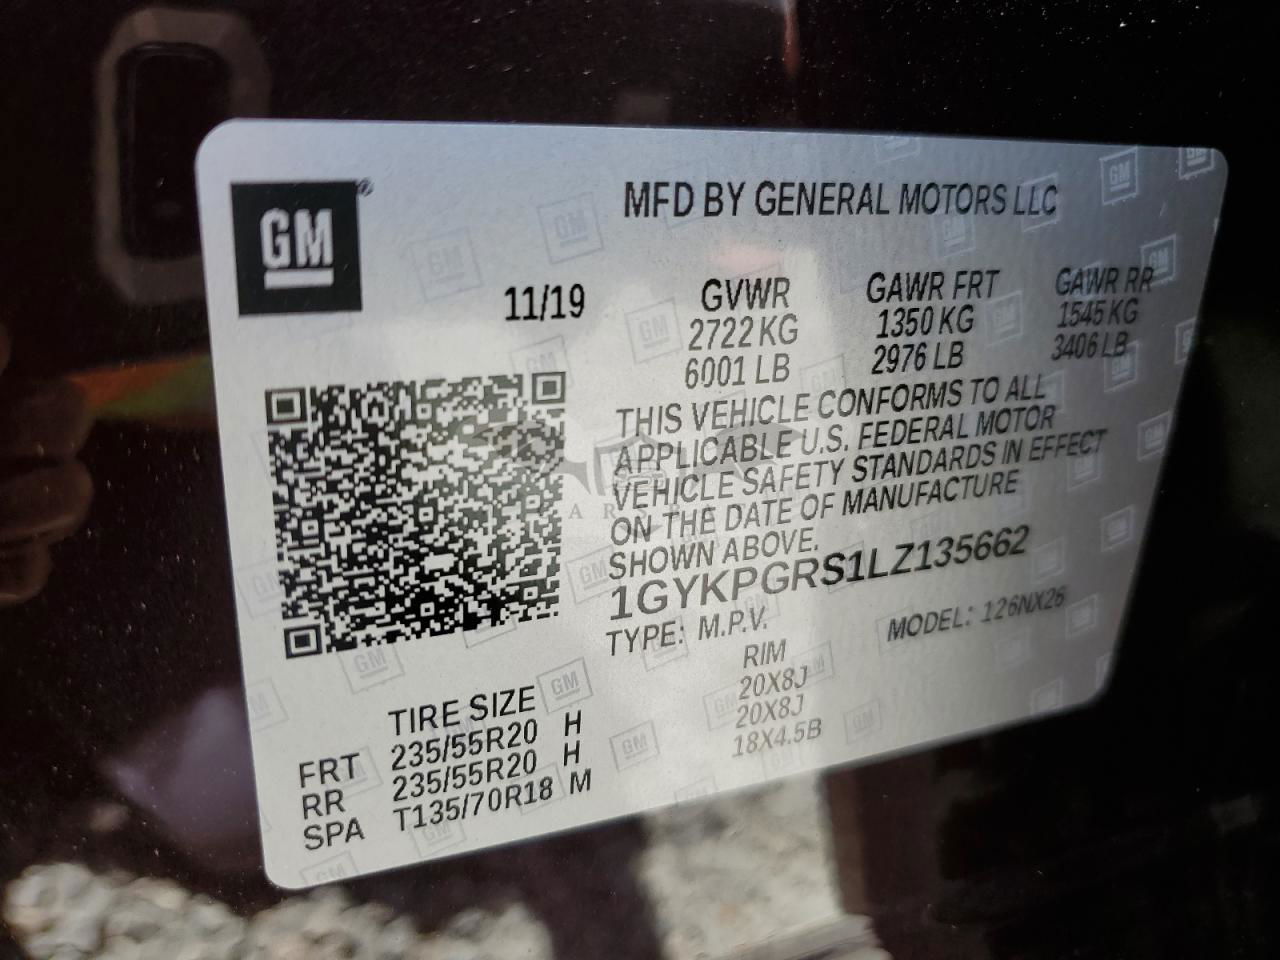 GM
MFD BY GENERAL MOTORS LLC
11/19
GVWR GAWR FRT GAWR RR
2722 KG 1350 KG 1545 KG
6001 LB 2976 LB 3406 LB
THIS VEHICLE CONFORMS TO ALL
APPLICABLE U.S. FEDERAL MOTOR
VEHICLE SAFETY STANDARDS IN EFFECT
ON THE DATE OF MANUFACTURE
SHOWN ABOVE.
1GYKPGRS1LZ135662
TYPE: M.P.V. MODEL: 126NX26
TIRE SIZE RIM
FRT 235/55R20 H 20X8J
RR 235/55R20 H 20X8J
SPA T135/70R18 M 18X4.5B